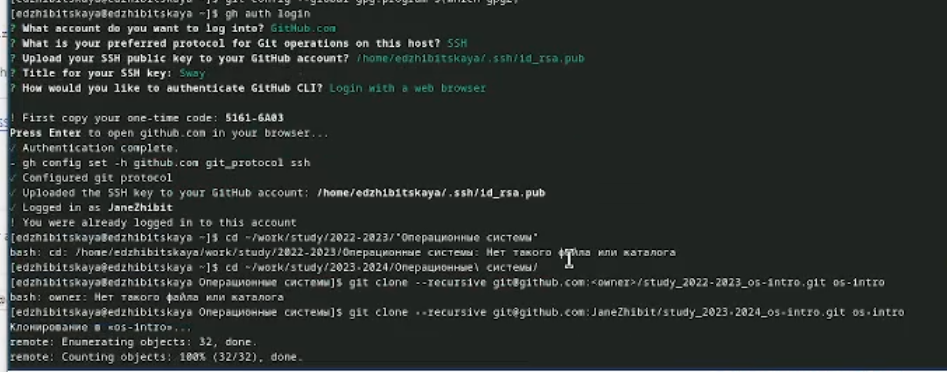 [edzhibitskaya@edzhibitskaya ~]$ gh auth login
? What account do you want to log into? GitHub.com
? What is your preferred protocol for Git operations on this host? SSH
? Upload your SSH public key to your GitHub account? /home/edzhibitskaya/.ssh/id_rsa.pub
? Title for your SSH key: Sway
? How would you like to authenticate GitHub CLI? Login with a web browser
! First copy your one-time code: 5161-6A03
Press Enter to open github.com in your browser...
✓ Authentication complete.
- gh config set -h github.com git_protocol ssh
✓ Configured git protocol
✓ Uploaded the SSH key to your GitHub account: /home/edzhibitskaya/.ssh/id_rsa.pub
✓ Logged in as JaneZhibit
! You were already logged in to this account
[edzhibitskaya@edzhibitskaya ~]$ cd ~/work/study/2022-2023/"Операционные системы"
bash: cd: /home/edzhibitskaya/work/study/2022-2023/Операционные системы: Нет такого файла или каталога
[edzhibitskaya@edzhibitskaya ~]$ cd ~/work/study/2023-2024/Операционные\ системы/
[edzhibitskaya@edzhibitskaya Операционные системы]$ git clone --recursive git@github.com:<owner>/study_2022-2023_os-intro.git os-intro
bash: owner: Нет такого файла или каталога
[edzhibitskaya@edzhibitskaya Операционные системы]$ git clone --recursive git@github.com:JaneZhibit/study_2023-2024_os-intro.git os-intro
Клонирование в «os-intro»...
remote: Enumerating objects: 32, done.
remote: Counting objects: 100% (32/32), done.